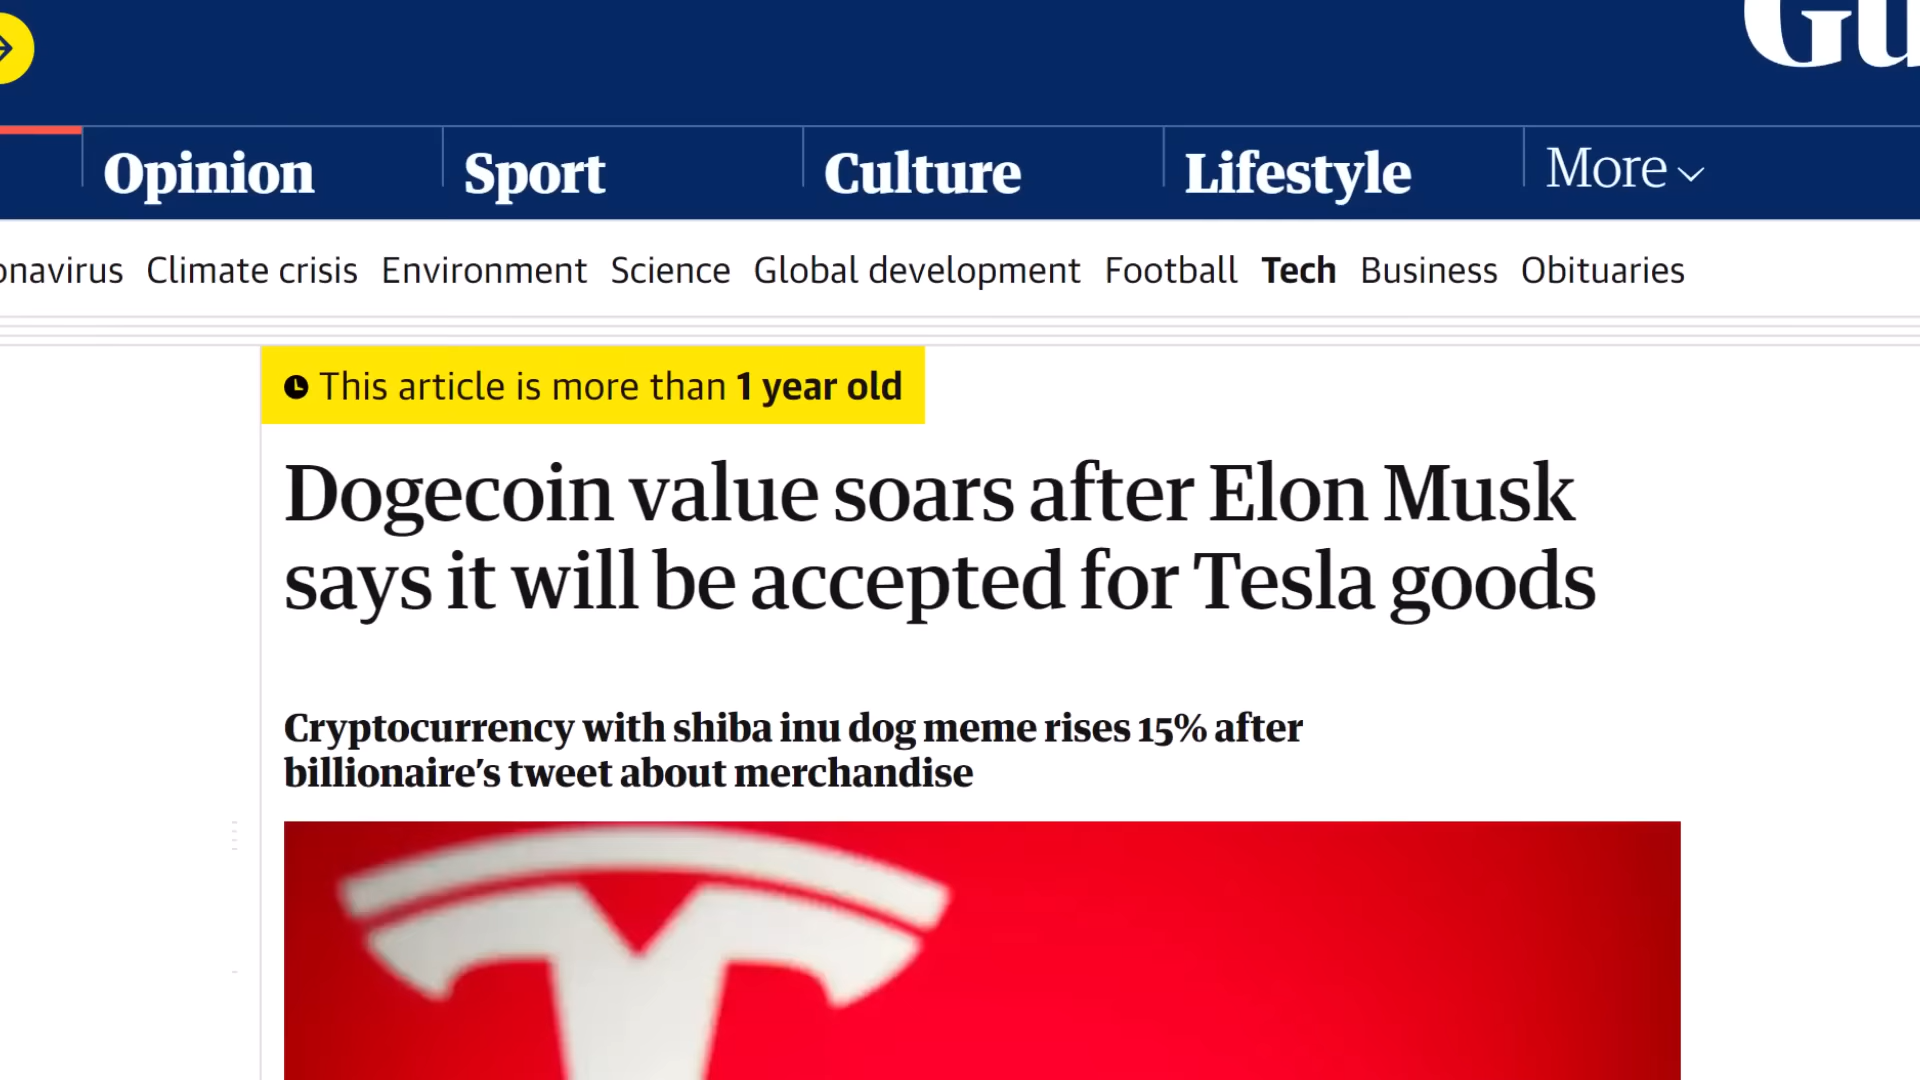 Gu
Opinion Sport Culture Lifestyle More
onavirus Climate crisis Environment Science Global development Football Tech Business Obituaries
This article is more than 1 year old
Dogecoin value soars after Elon Musk
says it will be accepted for Tesla goods
Cryptocurrency with shiba inu dog meme rises 15% after
billionaire’s tweet about merchandise